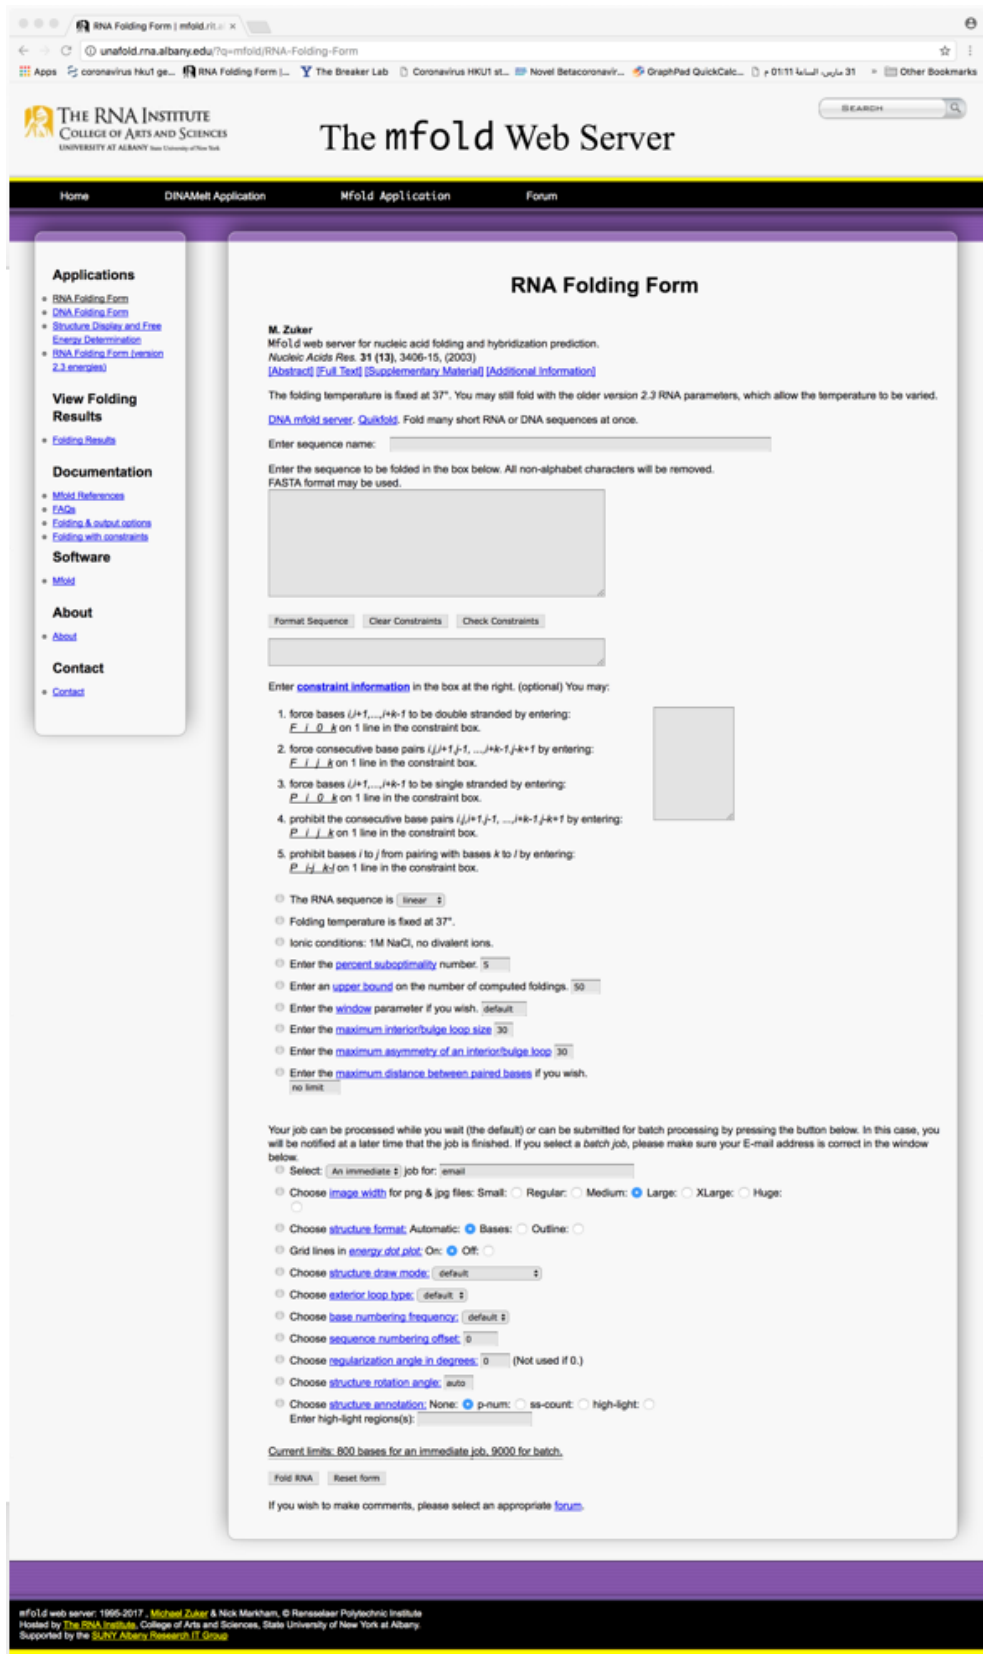 RNA Folding Form | mfold.rit.a
unafold.rna.albany.edu/?q=mfold/RNA-Folding-Form
Apps coronavirus hku1 ge... RNA Folding Form |... The Breaker Lab Coronavirus HKU1 st... Novel Betacoronavir... GraphPad QuickCalc... 31 مارس، الساعة 01:11 م » Other Bookmarks
THE RNA INSTITUTE
COLLEGE OF ARTS AND SCIENCES
UNIVERSITY AT ALBANY State University of New York
The mfold Web Server
SEARCH
Home DINAMelt Application Mfold Application Forum
Applications
RNA Folding Form
DNA Folding Form
Structure Display and Free
Energy Determination
RNA Folding Form (version
2.3 energies)
View Folding
Results
Folding Results
Documentation
Mfold References
FAQs
Folding & output options
Folding with constraints
Software
Mfold
About
About
Contact
Contact
RNA Folding Form
M. Zuker
Mfold web server for nucleic acid folding and hybridization prediction.
Nucleic Acids Res. 31 (13), 3406-15, (2003)
[Abstract] [Full Text] [Supplementary Material] [Additional Information]
The folding temperature is fixed at 37°. You may still fold with the older version 2.3 RNA parameters, which allow the temperature to be varied.
DNA mfold server. Quikfold. Fold many short RNA or DNA sequences at once.
Enter sequence name:
Enter the sequence to be folded in the box below. All non-alphabet characters will be removed.
FASTA format may be used.
Format Sequence Clear Constraints Check Constraints
Enter constraint information in the box at the right. (optional) You may:
1. force bases i,i+1,...,i+k-1 to be double stranded by entering:
F i 0 k on 1 line in the constraint box.
2. force consecutive base pairs i.j,i+1.j-1, ...,i+k-1.j-k+1 by entering:
F i j k on 1 line in the constraint box.
3. force bases i,i+1,...,i+k-1 to be single stranded by entering:
P i 0 k on 1 line in the constraint box.
4. prohibit the consecutive base pairs i.j,i+1.j-1, ...,i+k-1.j-k+1 by entering:
P i j k on 1 line in the constraint box.
5. prohibit bases i to j from pairing with bases k to l by entering:
P i-j k-l on 1 line in the constraint box.
The RNA sequence is linear
Folding temperature is fixed at 37°.
Ionic conditions: 1M NaCl, no divalent ions.
Enter the percent suboptimality number. 5
Enter an upper bound on the number of computed foldings. 50
Enter the window parameter if you wish. default
Enter the maximum interior/bulge loop size 30
Enter the maximum asymmetry of an interior/bulge loop 30
Enter the maximum distance between paired bases if you wish.
no limit
Your job can be processed while you wait (the default) or can be submitted for batch processing by pressing the button below. In this case, you
will be notified at a later time that the job is finished. If you select a batch job, please make sure your E-mail address is correct in the window
below.
Select: An immediate job for: email
Choose image width for png & jpg files: Small: Regular: Medium: Large: XLarge: Huge:
Choose structure format: Automatic: Bases: Outline:
Grid lines in energy dot plot: On: Off:
Choose structure draw mode: default
Choose exterior loop type: default
Choose base numbering frequency: default
Choose sequence numbering offset: 0
Choose regularization angle in degrees: 0 (Not used if 0.)
Choose structure rotation angle: auto
Choose structure annotation: None: p-num: ss-count: high-light:
Enter high-light regions(s):
Current limits: 800 bases for an immediate job, 9000 for batch.
Fold RNA Reset form
If you wish to make comments, please select an appropriate forum.
mfold web server: 1995-2017 , Michael Zuker & Nick Markham, © Rensselaer Polytechnic Institute
Hosted by The RNA Institute, College of Arts and Sciences, State University of New York at Albany.
Supported by the SUNY Albany Research IT Group